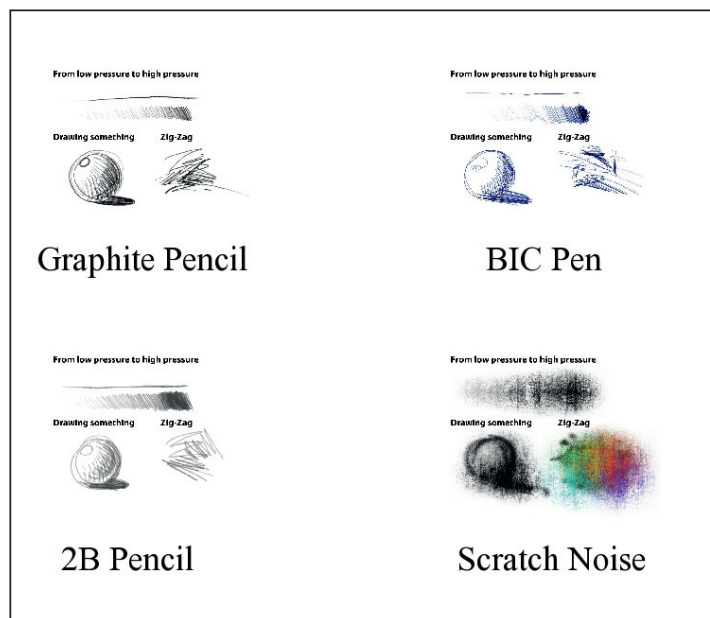 From low pressure to high pressure
Drawing something Zig-Zag
Graphite Pencil
From low pressure to high pressure
Drawing something Zig-Zag
BIC Pen
From low pressure to high pressure
Drawing something Zig-Zag
2B Pencil
From low pressure to high pressure
Drawing something Zig-Zag
Scratch Noise